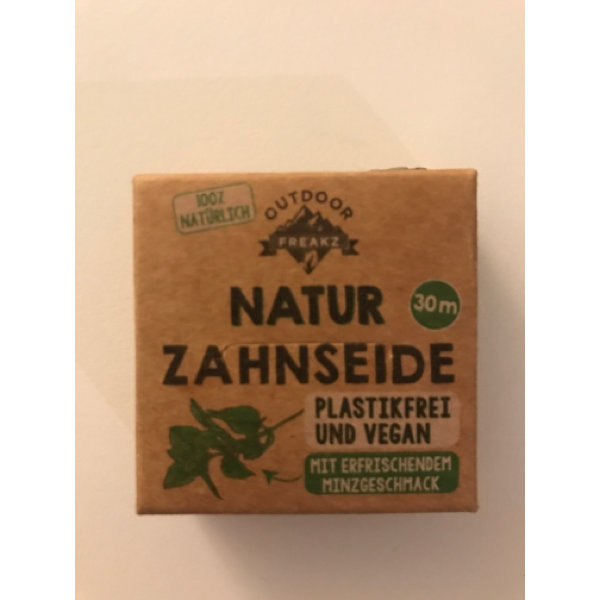 100%
NATÜRLICH
OUTDOOR
FREAKZ
NATUR
30m
ZAHNSEIDE
PLASTIKFREI
UND VEGAN
MIT ERFRISCHENDEM
MINZGESCHMACK